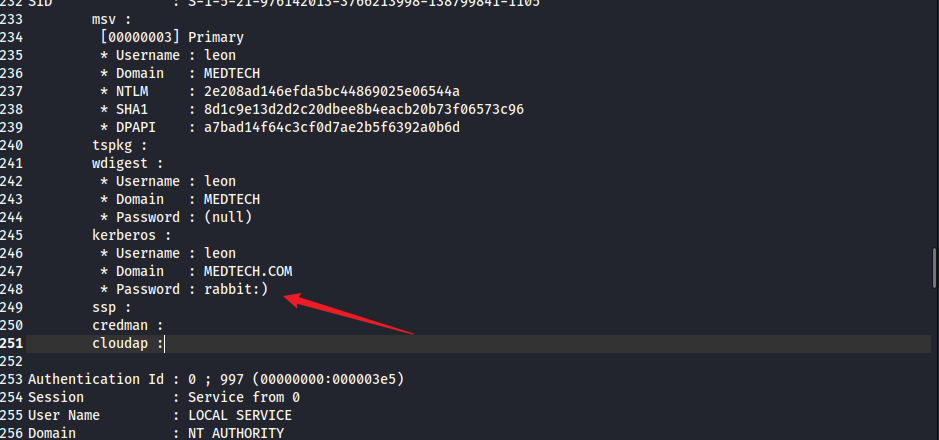 232 SID : S-1-5-21-976142013-3766213998-138799841-1105
233 msv :
234 [00000003] Primary
235 * Username : leon
236 * Domain : MEDTECH
237 * NTLM : 2e208ad146efda5bc44869025e06544a
238 * SHA1 : 8d1c9e13d2d2c20dbee8b4eacb20b73f06573c96
239 * DPAPI : a7bad14f64c3cf0d7ae2b5f6392a0b6d
240 tspkg :
241 wdigest :
242 * Username : leon
243 * Domain : MEDTECH
244 * Password : (null)
245 kerberos :
246 * Username : leon
247 * Domain : MEDTECH.COM
248 * Password : rabbit:)
249 ssp :
250 credman :
251 cloudap :
252
253 Authentication Id : 0 ; 997 (00000000:000003e5)
254 Session : Service from 0
255 User Name : LOCAL SERVICE
256 Domain : NT AUTHORITY